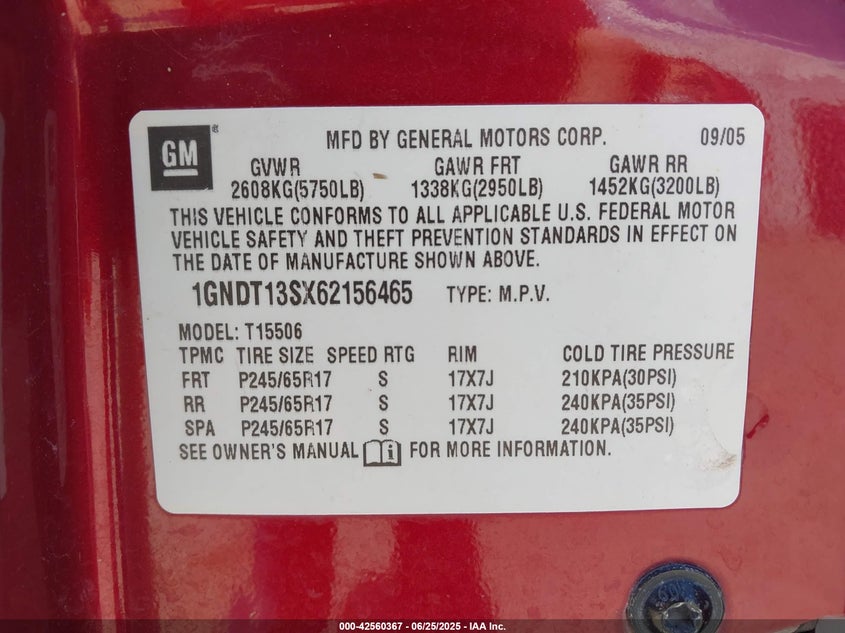 GM ® MFD BY GENERAL MOTORS CORP. 09/05
GVWR GAWR FRT GAWR RR
2608KG(5750LB) 1338KG(2950LB) 1452KG(3200LB)
THIS VEHICLE CONFORMS TO ALL APPLICABLE U.S. FEDERAL MOTOR
VEHICLE SAFETY AND THEFT PREVENTION STANDARDS IN EFFECT ON
THE DATE OF MANUFACTURE SHOWN ABOVE.
1GNDT13SX62156465 TYPE: M.P.V.
MODEL: T15506
TPMC TIRE SIZE SPEED RTG RIM COLD TIRE PRESSURE
FRT P245/65R17 S 17X7J 210KPA(30PSI)
RR P245/65R17 S 17X7J 240KPA(35PSI)
SPA P245/65R17 S 17X7J 240KPA(35PSI)
SEE OWNER'S MANUAL i FOR MORE INFORMATION.
000-42560367 - 06/25/2025 - IAA Inc.